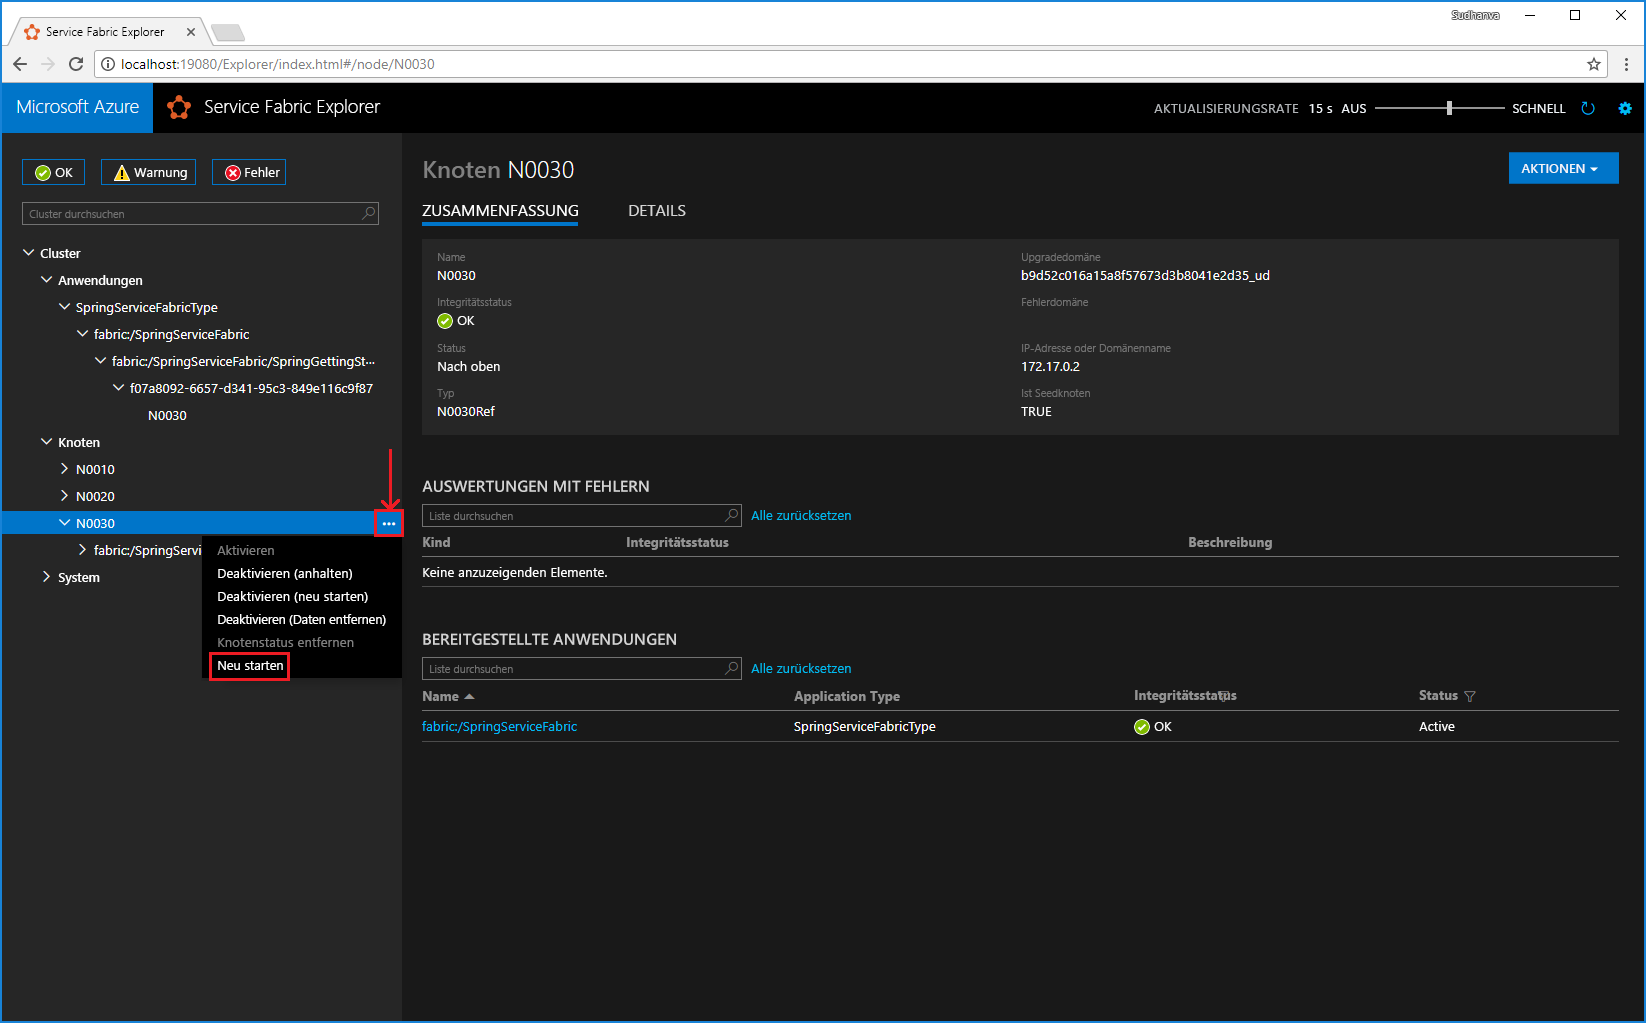 Sudhanva
Service Fabric Explorer
localhost:19080/Explorer/index.html#/node/N0030
Microsoft Azure
Service Fabric Explorer
AKTUALISIERUNGSRATE 15 s AUS SCHNELL
OK
Warnung
Fehler
Cluster durchsuchen
Cluster
Anwendungen
SpringServiceFabricType
fabric:/SpringServiceFabric
fabric:/SpringServiceFabric/SpringGettingSt...
f07a8092-6657-d341-95c3-849e116c9f87
N0030
Knoten
N0010
N0020
N0030
fabric:/SpringServi
System
Aktivieren
Deaktivieren (anhalten)
Deaktivieren (neu starten)
Deaktivieren (Daten entfernen)
Knotenstatus entfernen
Neu starten
Knoten N0030
AKTIONEN
ZUSAMMENFASSUNG
DETAILS
Name
N0030
Integritätsstatus
OK
Status
Nach oben
Typ
N0030Ref
Upgradedomäne
b9d52c016a15a8f57673d3b8041e2d35_ud
Fehlerdomäne
IP-Adresse oder Domänenname
172.17.0.2
Ist Seedknoten
TRUE
AUSWERTUNGEN MIT FEHLERN
Liste durchsuchen
Alle zurücksetzen
Kind Integritätsstatus Beschreibung
Keine anzuzeigenden Elemente.
BEREITGESTELLTE ANWENDUNGEN
Liste durchsuchen
Alle zurücksetzen
Name Application Type Integritätsstatus Status
fabric:/SpringServiceFabric SpringServiceFabricType OK Active